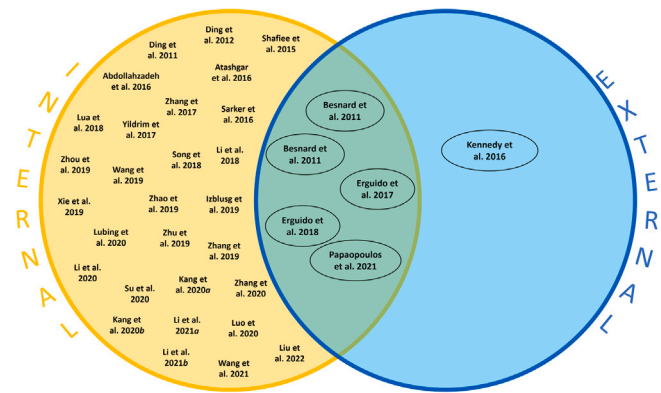 INTERNAL
EXTERNAL
Ding et
al. 2011
Ding et
al. 2012
Shafiee et
al. 2015
Abdollahzadeh
et al. 2016
Atashgar
et al. 2016
Lua et
al. 2018
Yildrim et
al. 2017
Zhang et
al. 2017
Sarker et
al. 2016
Zhou et
al. 2019
Wang et
al. 2019
Song et
al. 2018
Li et al.
2018
Xie et al.
2019
Zhao et
al. 2019
Izblusg et
al. 2019
Lubing et
al. 2020
Zhu et
al. 2019
Zhang et
al. 2019
Li et al.
2020
Su et al.
2020
Kang et
al. 2020a
Zhang et
al. 2020
Kang et
al. 2020b
Li et al.
2021a
Luo et
al. 2020
Li et al.
2021b
Wang et
al. 2021
Liu et
al. 2022
Besnard et
al. 2011
Besnard et
al. 2011
Erguido et
al. 2017
Erguido et
al. 2018
Papaopoulos
et al. 2021
Kennedy et
al. 2016